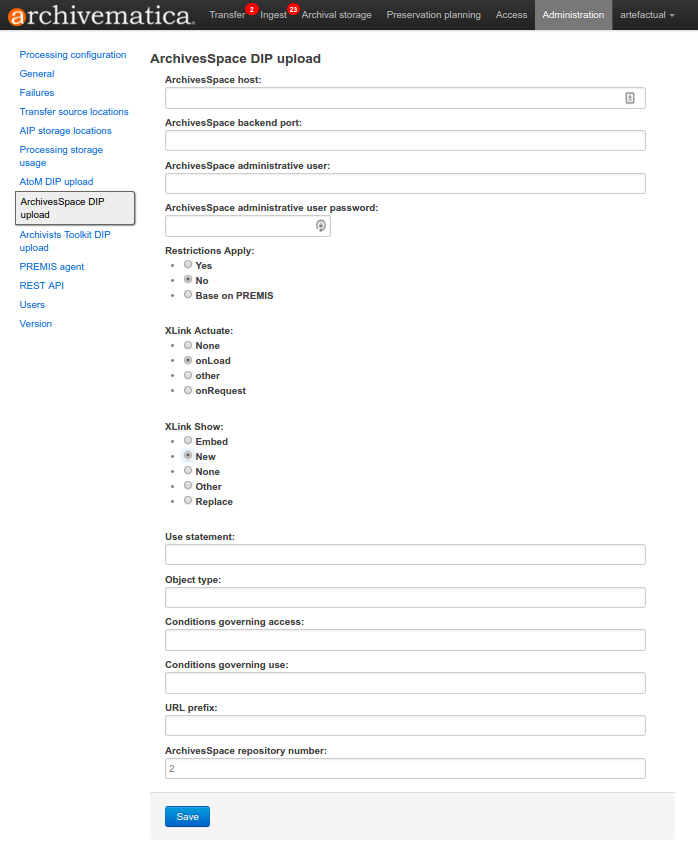 archivematica.
Transfer 2 Ingest 23 Archival storage Preservation planning Access Administration artefactual
Processing configuration
General
Failures
Transfer source locations
AIP storage locations
Processing storage
usage
AtoM DIP upload
ArchivesSpace DIP
upload
Archivists Toolkit DIP
upload
PREMIS agent
REST API
Users
Version
ArchivesSpace DIP upload
ArchivesSpace host:
ArchivesSpace backend port:
ArchivesSpace administrative user:
ArchivesSpace administrative user password:
Restrictions Apply:
Yes
No
Base on PREMIS
XLink Actuate:
None
onLoad
other
onRequest
XLink Show:
Embed
New
None
Other
Replace
Use statement:
Object type:
Conditions governing access:
Conditions governing use:
URL prefix:
ArchivesSpace repository number:
2
Save